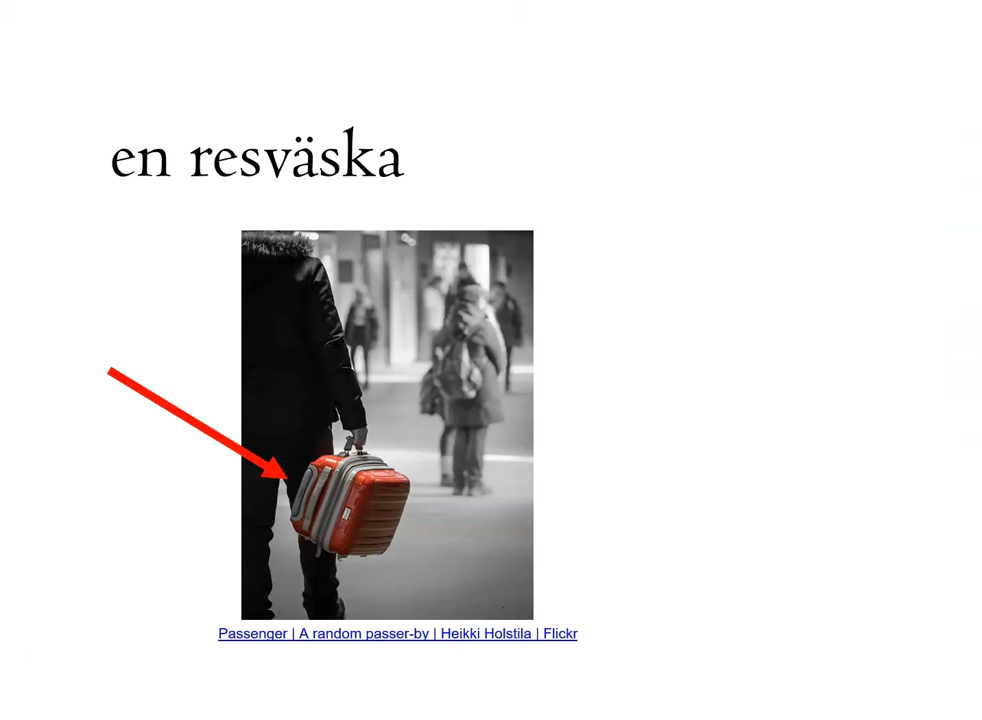 en resväska
Passenger | A random passer-by | Heikki Holstila | Flickr